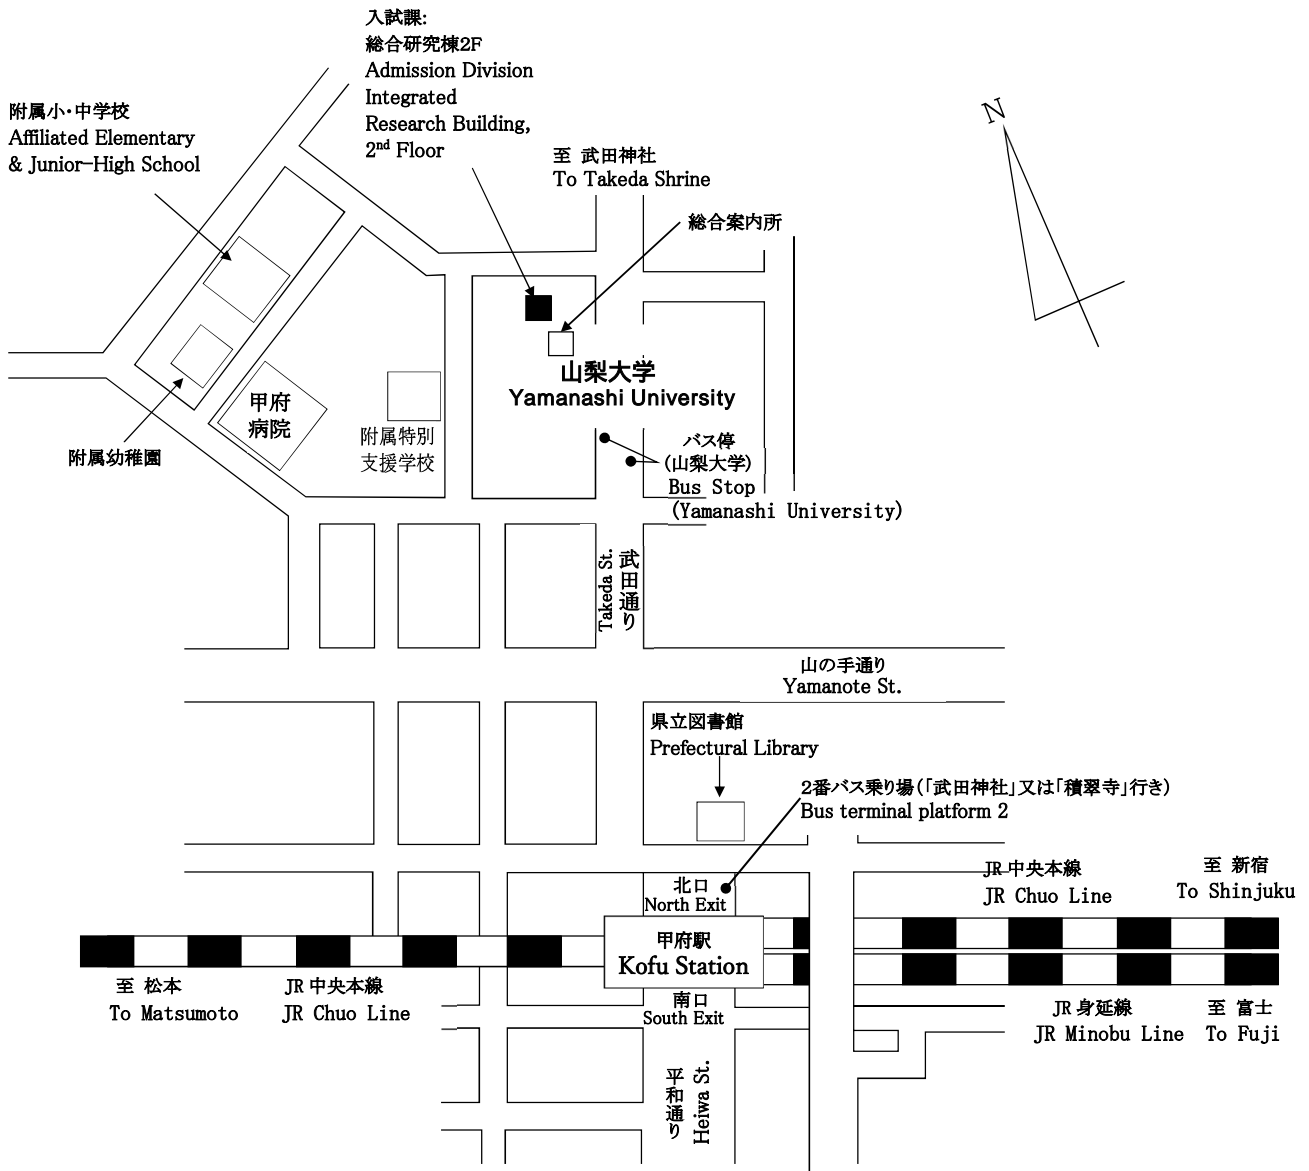 入試課:
総合研究棟2F
Admission Division
Integrated
Research Building,
2nd Floor
附属小・中学校
Affiliated Elementary
& Junior-High School
至 武田神社
To Takeda Shrine
総合案内所
N
山梨大学
Yamanashi University
甲府
病院
附属特別
支援学校
附属幼稚園
バス停
(山梨大学)
Bus Stop
(Yamanashi University)
武田通り
Takeda St.
山の手通り
Yamanote St.
県立図書館
Prefectural Library
2番バス乗り場(「武田神社」又は「積翠寺」行き)
Bus terminal platform 2
北口
North Exit
JR 中央本線
JR Chuo Line
至 新宿
To Shinjuku
甲府駅
Kofu Station
至 松本
To Matsumoto
JR 中央本線
JR Chuo Line
南口
South Exit
JR 身延線
JR Minobu Line
至 富士
To Fuji
平和通り
Heiwa St.